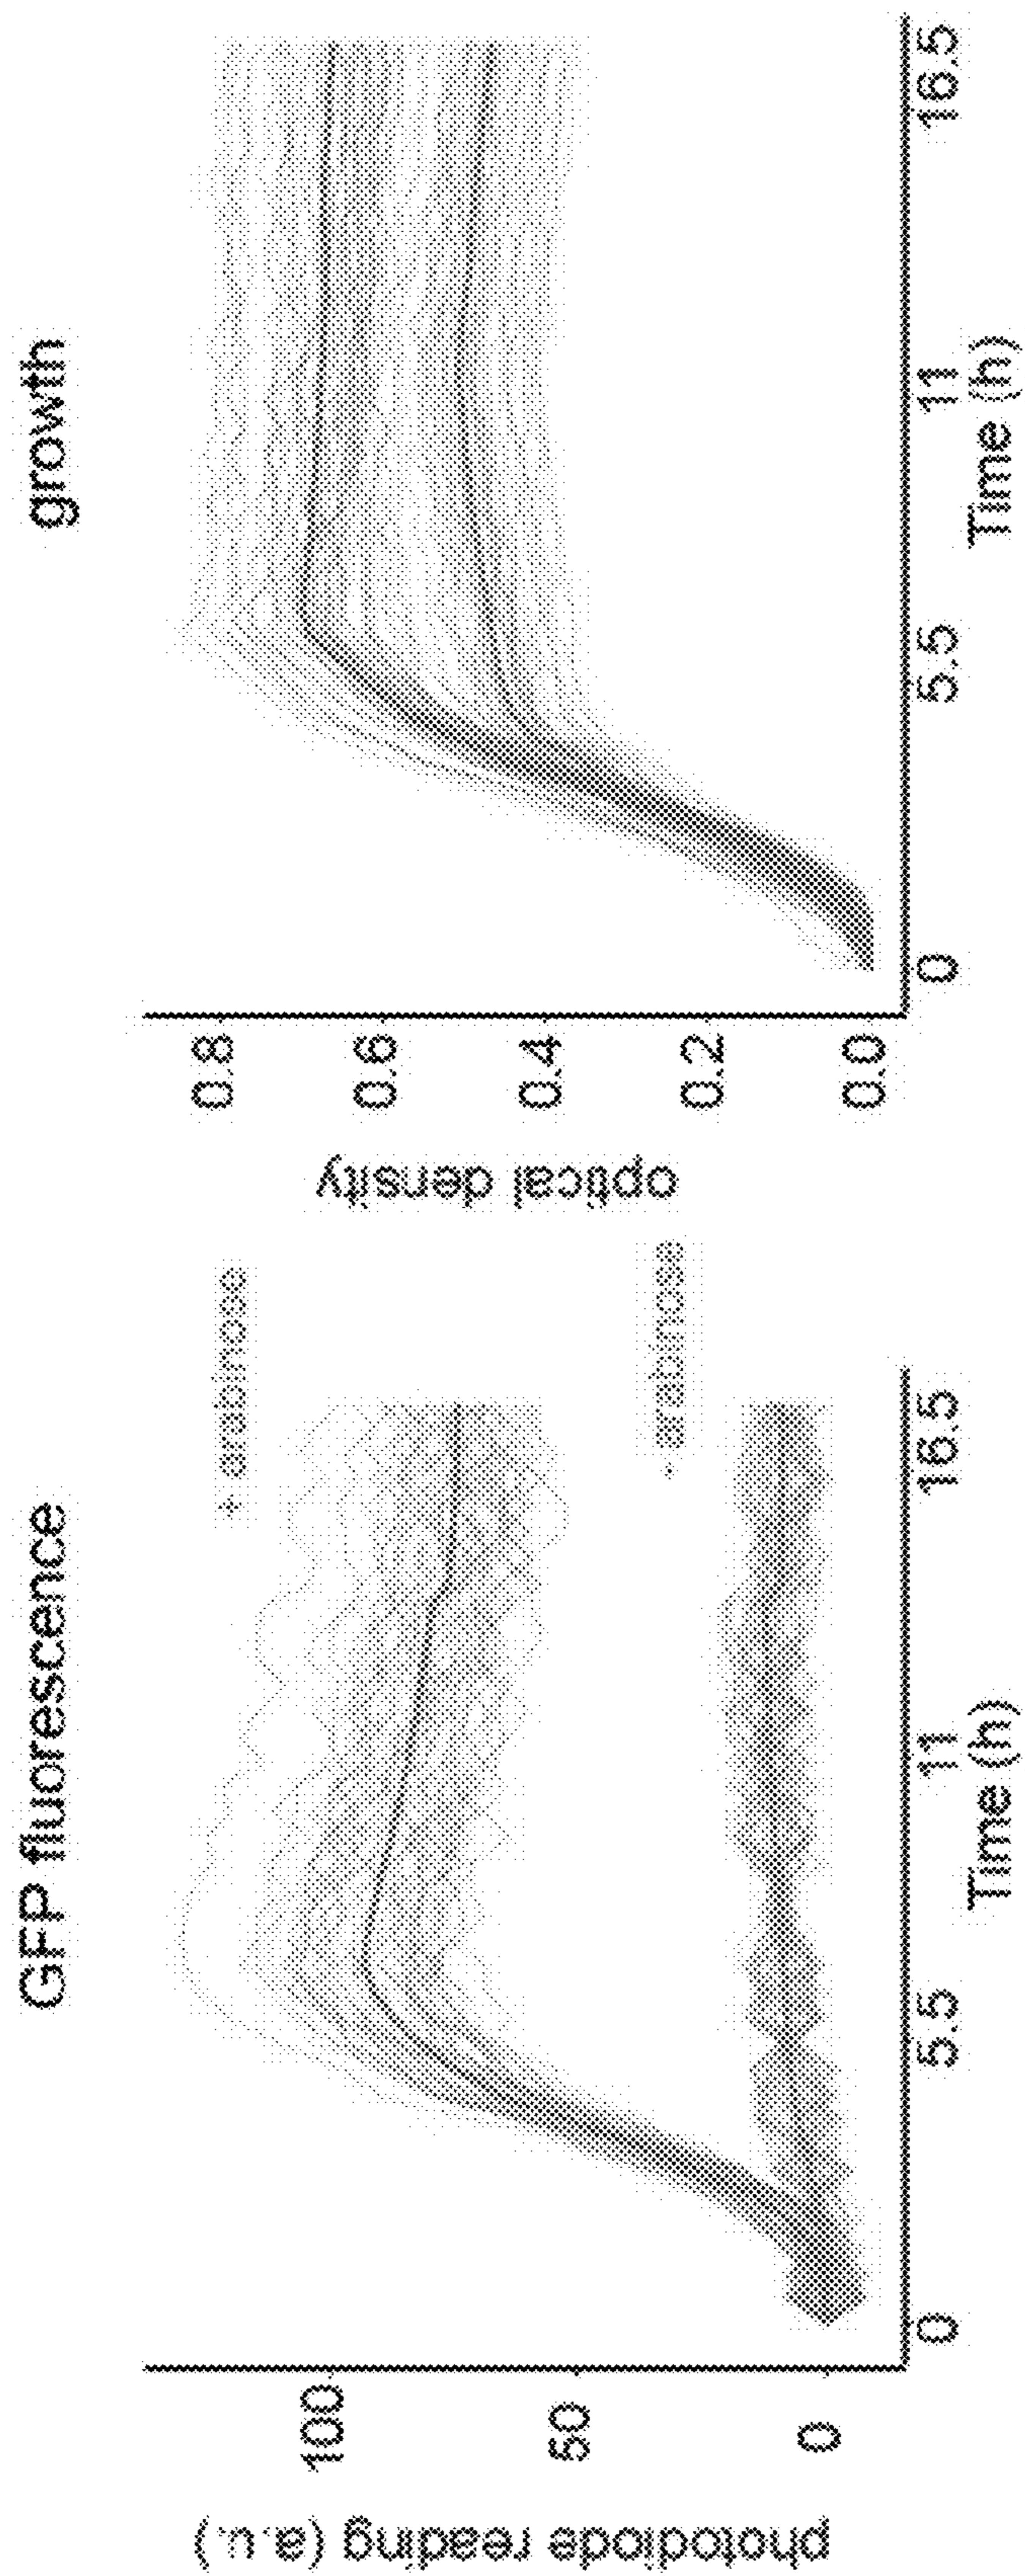 GFP fluorescence
photodiode reading (a.u.)
100
50
0
+ arabinose
- arabinose
0
5.5
11
16.5
Time (h)
growth
optical density
0.8
0.6
0.4
0.2
0.0
0
5.5
11
16.5
Time (h)